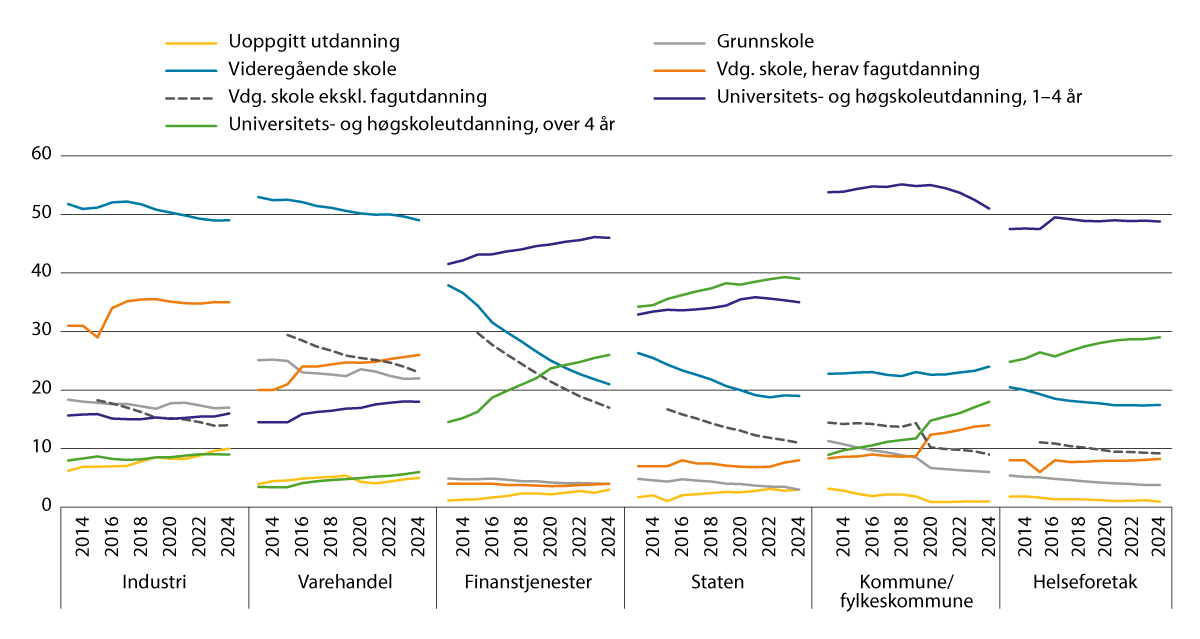 Uoppgitt utdanning
Grunnskole
Videregående skole
Vdg. skole, herav fagutdanning
Vdg. skole ekskl. fagutdanning
Universitets- og høgskoleutdanning, 1–4 år
Universitets- og høgskoleutdanning, over 4 år
60
50
40
30
20
10
0
2014 2016 2018 2020 2022 2024
2014 2016 2018 2020 2022 2024
2014 2016 2018 2020 2022 2024
2014 2016 2018 2020 2022 2024
2014 2016 2018 2020 2022 2024
2014 2016 2018 2020 2022 2024
Industri
Varehandel
Finanstjenester
Staten
Kommune/
fylkeskommune
Helseforetak